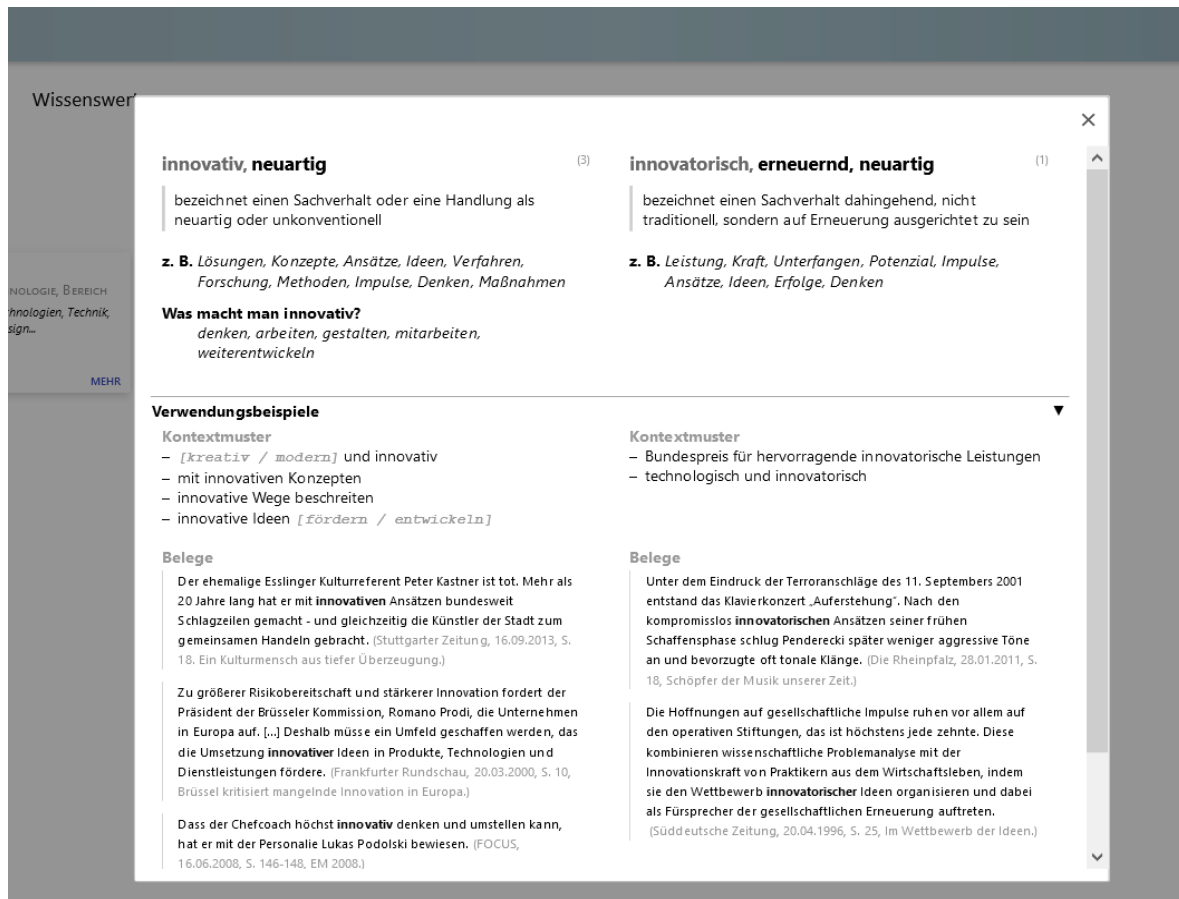 Wissenswert
NOLOGIE, BEREICH
chnologien, Technik,
sign...
MEHR
×
innovativ, neuartig (3)
bezeichnet einen Sachverhalt oder eine Handlung als
neuartig oder unkonventionell
z. B. Lösungen, Konzepte, Ansätze, Ideen, Verfahren,
Forschung, Methoden, Impulse, Denken, Maßnahmen
Was macht man innovativ?
denken, arbeiten, gestalten, mitarbeiten,
weiterentwickeln
innovatorisch, erneuernd, neuartig (1)
bezeichnet einen Sachverhalt dahingehend, nicht
traditionell, sondern auf Erneuerung ausgerichtet zu sein
z. B. Leistung, Kraft, Unterfangen, Potenzial, Impulse,
Ansätze, Ideen, Erfolge, Denken
Verwendungsbeispiele ▼
Kontextmuster
– [kreativ / modern] und innovativ
– mit innovativen Konzepten
– innovative Wege beschreiten
– innovative Ideen [fördern / entwickeln]
Belege
Der ehemalige Esslinger Kulturreferent Peter Kastner ist tot. Mehr als
20 Jahre lang hat er mit innovativen Ansätzen bundesweit
Schlagzeilen gemacht - und gleichzeitig die Künstler der Stadt zum
gemeinsamen Handeln gebracht. (Stuttgarter Zeitung, 16.09.2013, S.
18. Ein Kulturmensch aus tiefer Überzeugung.)
Zu größerer Risikobereitschaft und stärkerer Innovation fordert der
Präsident der Brüsseler Kommission, Romano Prodi, die Unternehmen
in Europa auf. [...] Deshalb müsse ein Umfeld geschaffen werden, das
die Umsetzung innovativer Ideen in Produkte, Technologien und
Dienstleistungen fördere. (Frankfurter Rundschau, 20.03.2000, S. 10,
Brüssel kritisiert mangelnde Innovation in Europa.)
Dass der Chefcoach höchst innovativ denken und umstellen kann,
hat er mit der Personalie Lukas Podolski bewiesen. (FOCUS,
16.06.2008, S. 146-148, EM 2008.)
Kontextmuster
– Bundespreis für hervorragende innovatorische Leistungen
– technologisch und innovatorisch
Belege
Unter dem Eindruck der Terroranschläge des 11. Septembers 2001
entstand das Klavierkonzert „Auferstehung“. Nach den
kompromisslos innovatorischen Ansätzen seiner frühen
Schaffensphase schlug Penderecki später weniger aggressive Töne
an und bevorzugte oft tonale Klänge. (Die Rheinpfalz, 28.01.2011, S.
18, Schöpfer der Musik unserer Zeit.)
Die Hoffnungen auf gesellschaftliche Impulse ruhen vor allem auf
den operativen Stiftungen, das ist höchstens jede zehnte. Diese
kombinieren wissenschaftliche Problemanalyse mit der
Innovationskraft von Praktikern aus dem Wirtschaftsleben, indem
sie den Wettbewerb innovatorischer Ideen organisieren und dabei
als Fürsprecher der gesellschaftlichen Erneuerung auftreten.
(Süddeutsche Zeitung, 20.04.1996, S. 25, Im Wettbewerb der Ideen.)